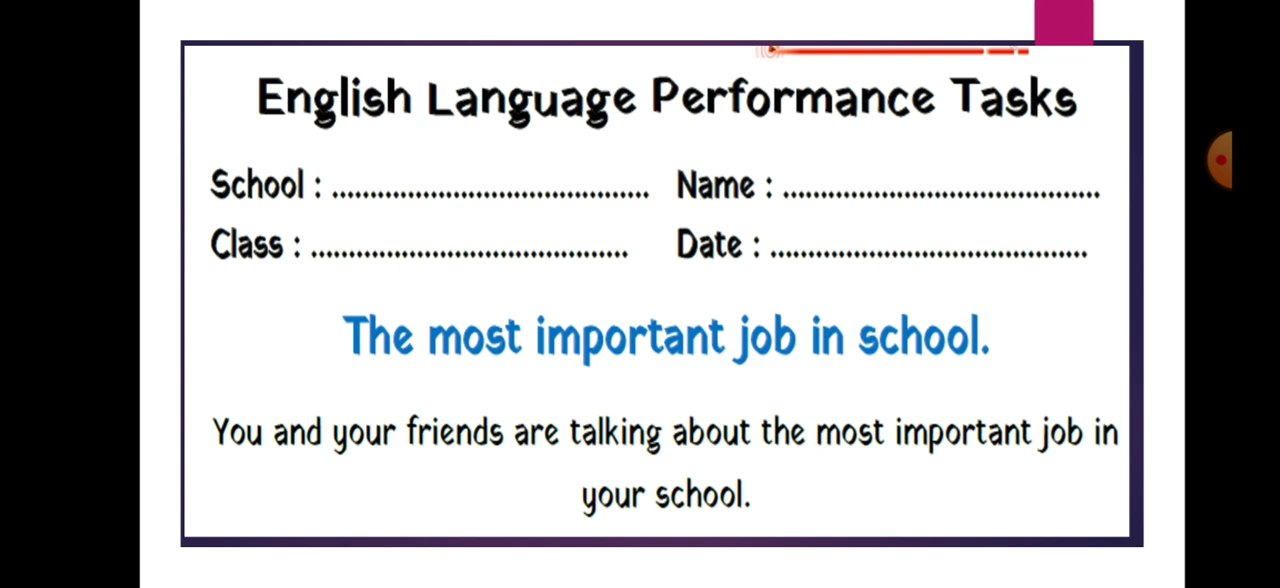 English Language Performance Tasks
School : .......................................... Name : ..........................................
Class : .......................................... Date : ..........................................
The most important job in school.
You and your friends are talking about the most important job in
your school.